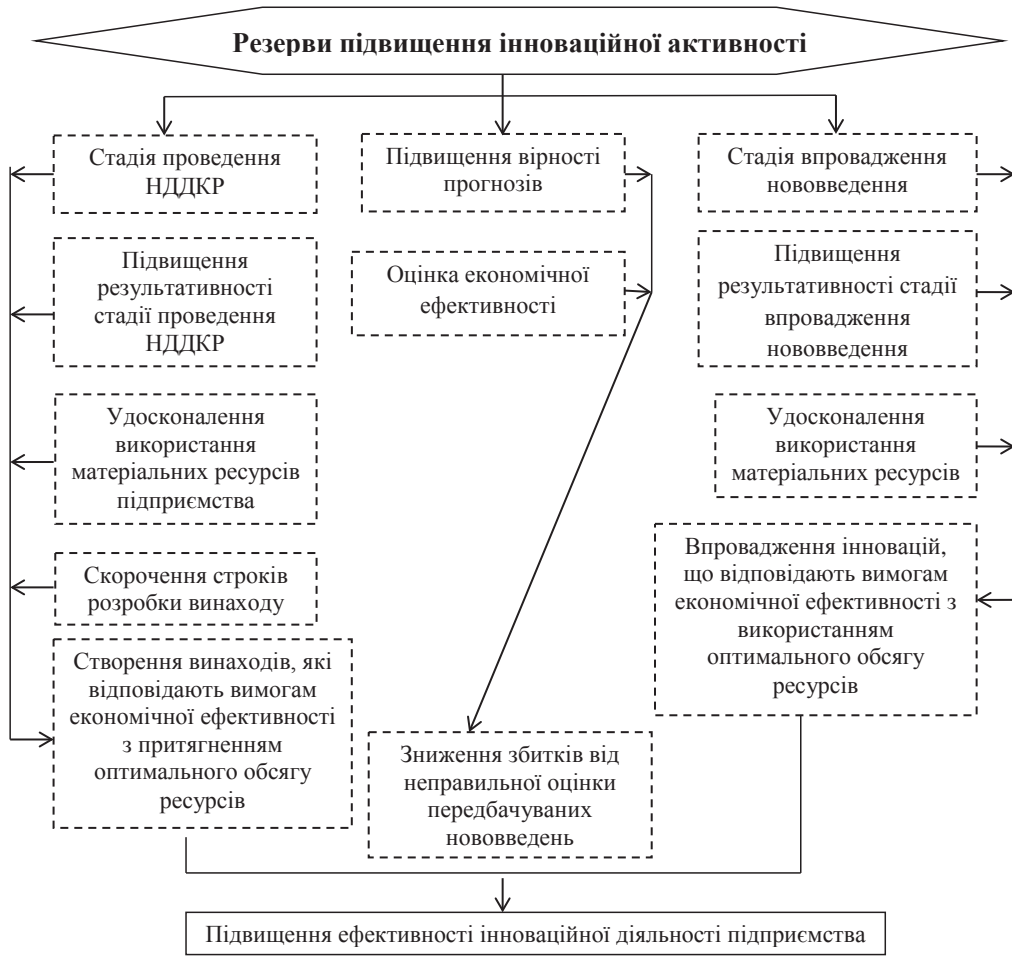 Резерви підвищення інноваційної активності
Стадія проведення
НДДКР
Підвищення
результативності
стадії проведення
НДДКР
Удосконалення
використання
матеріальних ресурсів
підприємства
Скорочення строків
розробки винаходу
Створення винаходів, які
відповідають вимогам
економічної ефективності
з притягненням
оптимального обсягу
ресурсів
Підвищення вірності
прогнозів
Оцінка економічної
ефективності
Зниження збитків від
неправильної оцінки
передбачуваних
нововведень
Стадія впровадження
нововведення
Підвищення
результативності стадії
впровадження
нововведення
Удосконалення
використання
матеріальних ресурсів
Впровадження інновацій,
що відповідають вимогам
економічної ефективності з
використанням
оптимального обсягу
ресурсів
Підвищення ефективності інноваційної діяльності підприємства